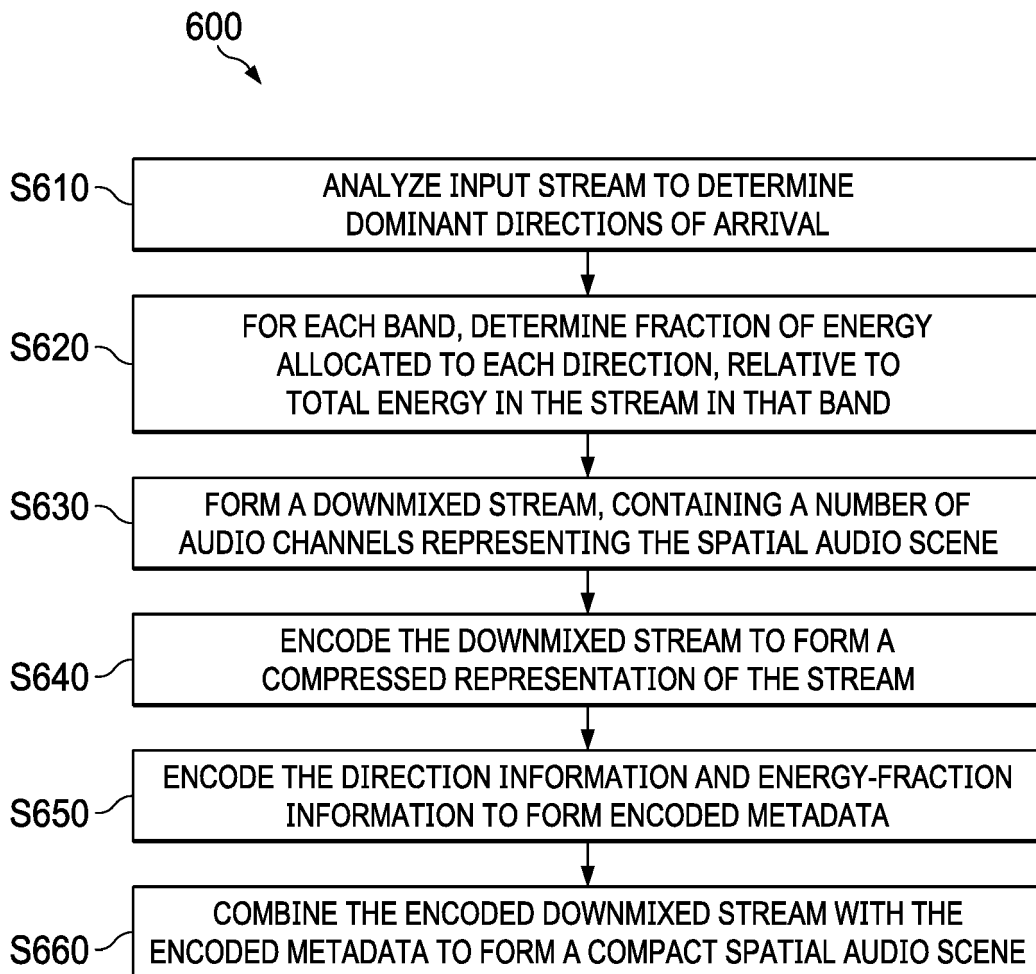 600
S610
ANALYZE INPUT STREAM TO DETERMINE
DOMINANT DIRECTIONS OF ARRIVAL
S620
FOR EACH BAND, DETERMINE FRACTION OF ENERGY
ALLOCATED TO EACH DIRECTION, RELATIVE TO
TOTAL ENERGY IN THE STREAM IN THAT BAND
S630
FORM A DOWNMIXED STREAM, CONTAINING A NUMBER OF
AUDIO CHANNELS REPRESENTING THE SPATIAL AUDIO SCENE
S640
ENCODE THE DOWNMIXED STREAM TO FORM A
COMPRESSED REPRESENTATION OF THE STREAM
S650
ENCODE THE DIRECTION INFORMATION AND ENERGY-FRACTION
INFORMATION TO FORM ENCODED METADATA
S660
COMBINE THE ENCODED DOWNMIXED STREAM WITH THE
ENCODED METADATA TO FORM A COMPACT SPATIAL AUDIO SCENE